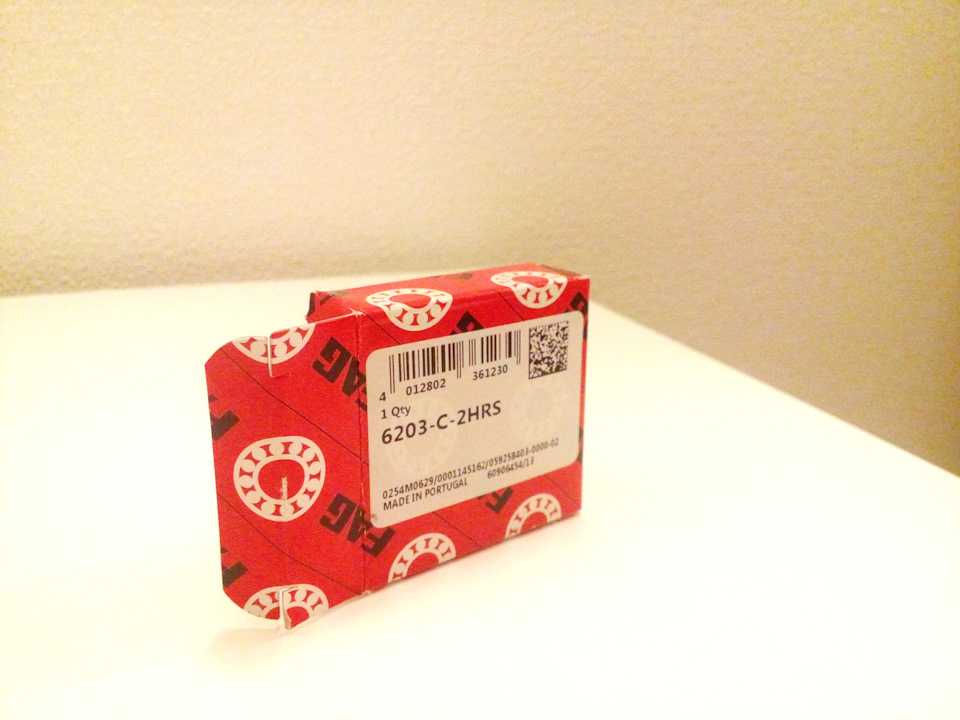 4 012802 361230
1 Qty
6203-C-2HRS
0254M0629/0001145162/059258403-0000-02
MADE IN PORTUGAL 60906454/13
FAG
FAG
FAG